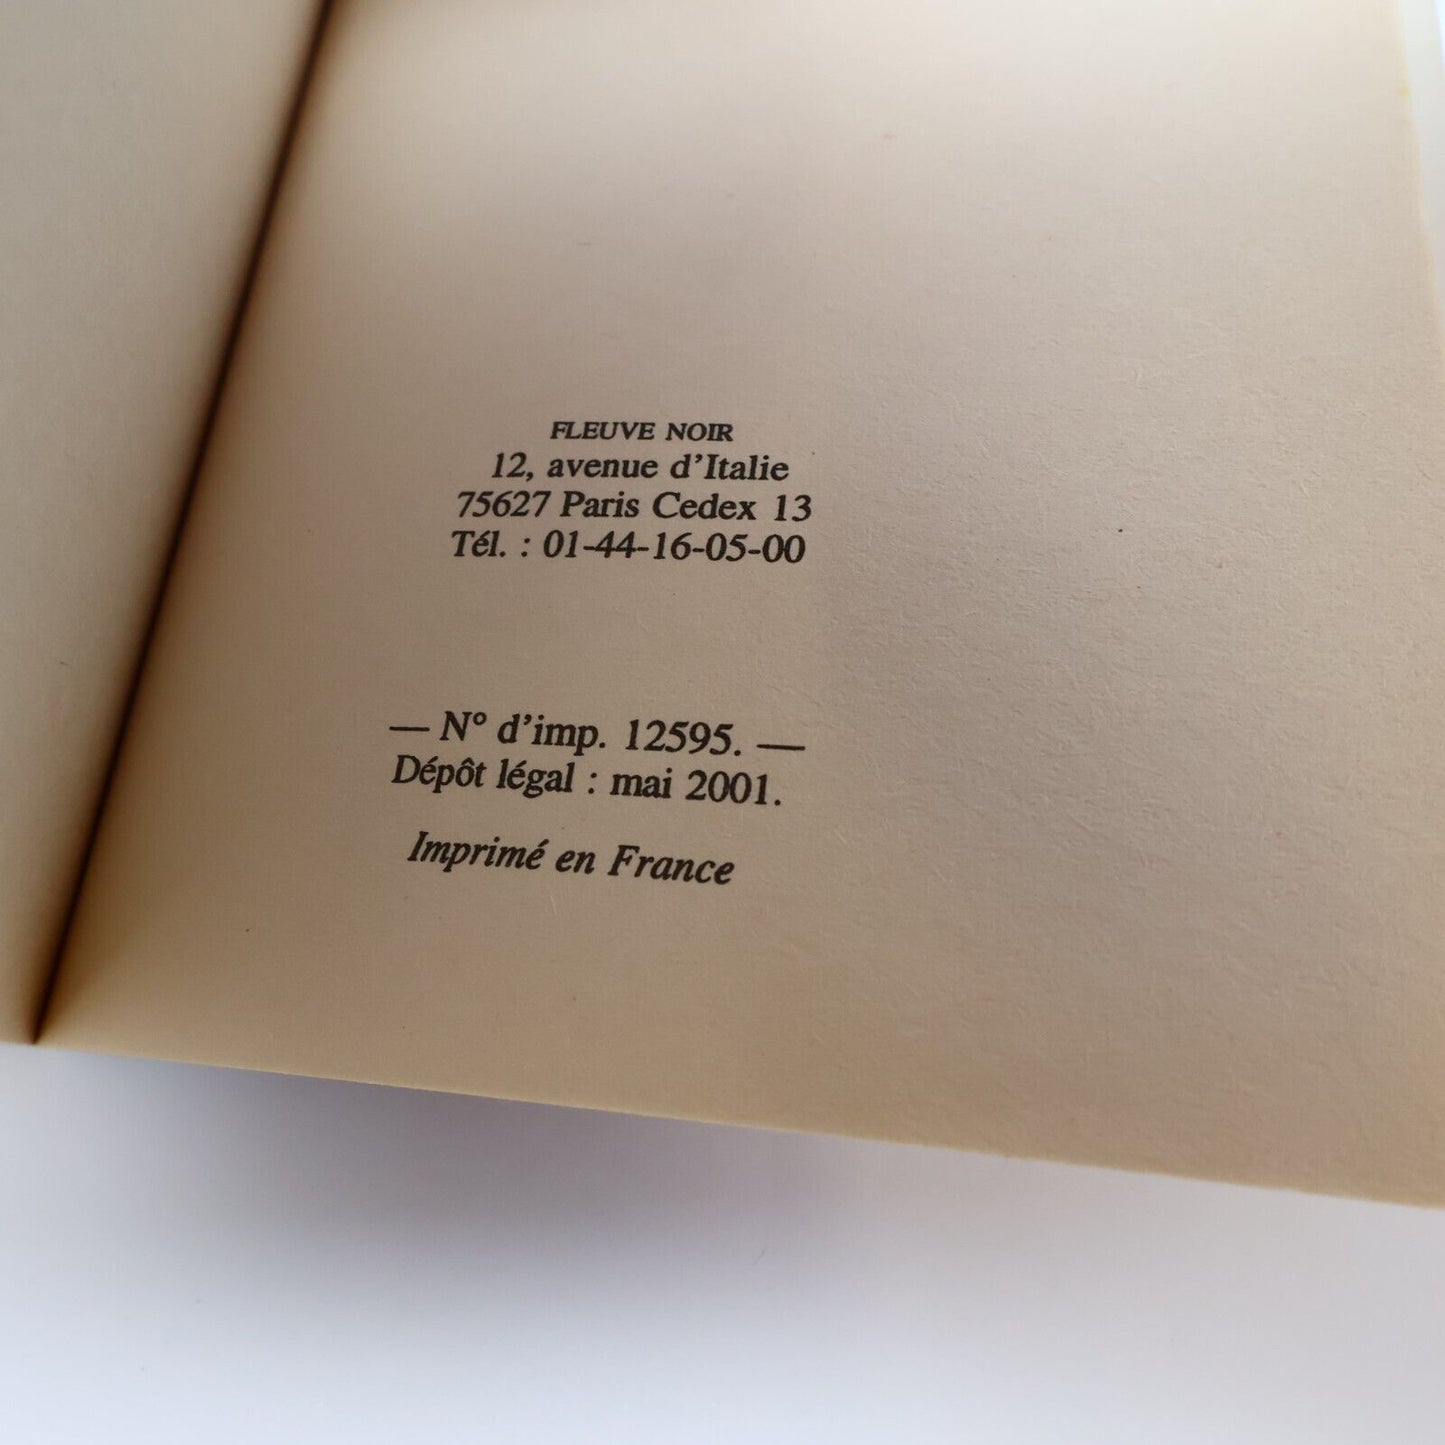 FLEUVE NOIR
12, avenue d'Italie
75627 Paris Cedex 13
Tél. : 01-44-16-05-00
— N° d'imp. 12595. —
Dépôt légal : mai 2001.
Imprimé en France